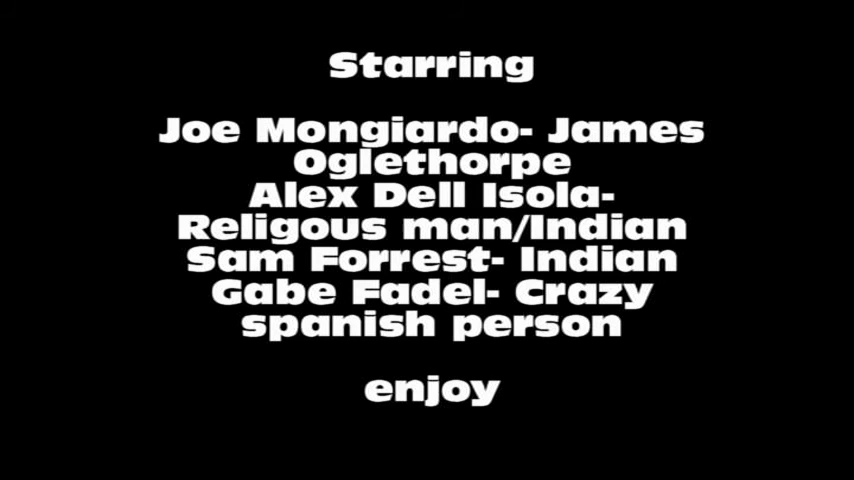 Starring
Joe Mongiardo- James
Oglethorpe
Alex Dell Isola-
Religous man/Indian
Sam Forrest- Indian
Gabe Fadel- Crazy
spanish person
enjoy